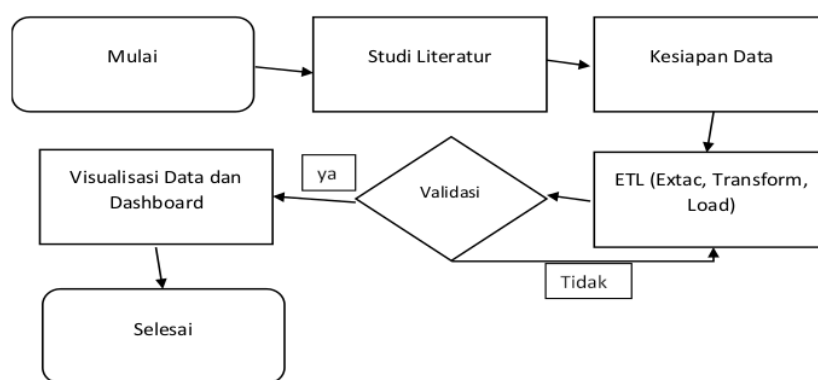 Mulai
Studi Literatur
Kesiapan Data
ETL (Extac, Transform,
Load)
Validasi
ya
Tidak
Visualisasi Data dan
Dashboard
Selesai